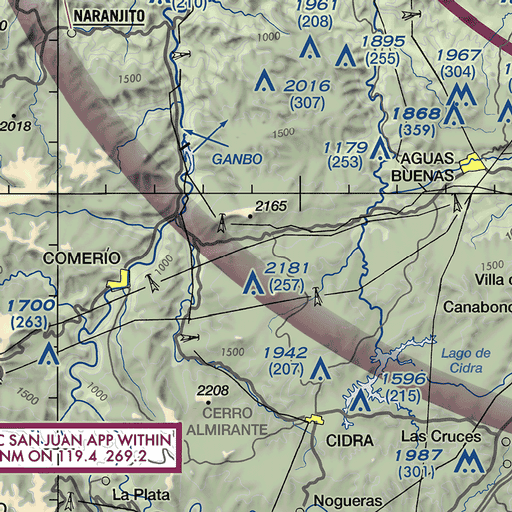 (210)
NARANJITO
1961
(208)
1000
1895
(255)
1500
2016
(307)
1967
(304)
1868
(359)
2018
1500
GANBO
1179
(253)
AGUAS
BUENAS
2165
COMERÍO
1000
2181
(257)
1500
Villa
Canabon
1700
(263)
Lago de
Cidra
1500
1942
(207)
1596
(215)
2208
CERRO
ALMIRANTE
C SAN JUAN APP WITHIN
NM ON 119.4 269.2
CIDRA
Las Cruces
1987
(301)
La Plata
Nogueras